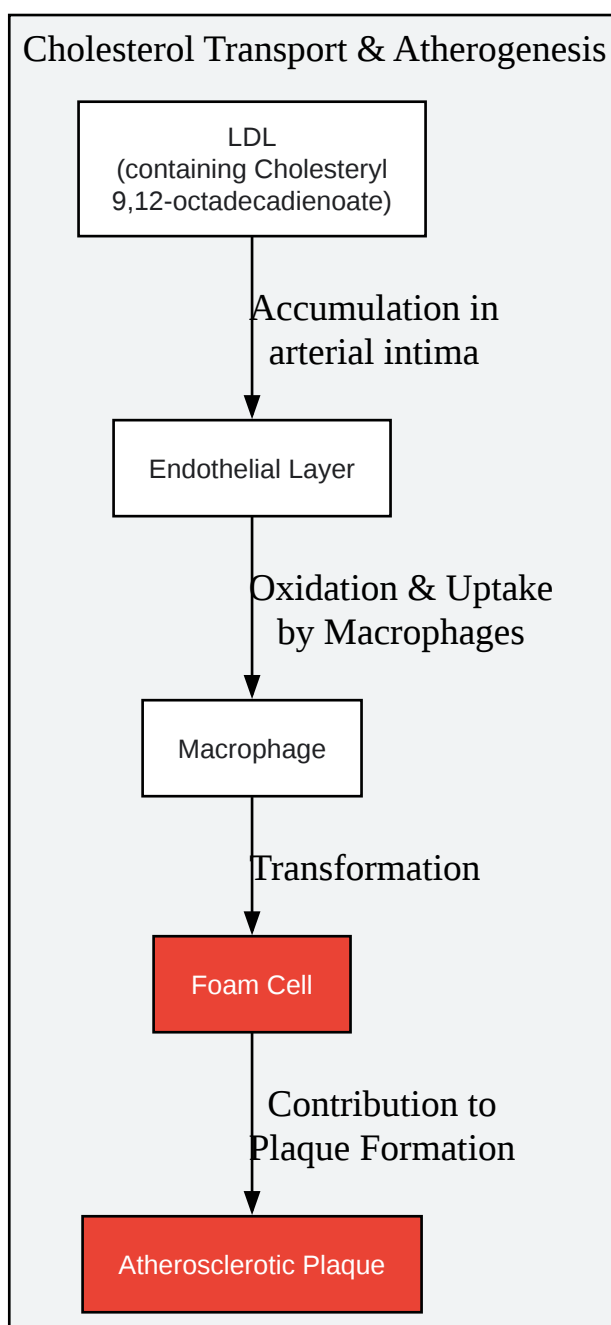 Cholesterol Transport & Atherogenesis
LDL
(containing Cholesteryl
9,12-octadecadienoate)
Accumulation in
arterial intima
Endothelial Layer
Oxidation & Uptake
by Macrophages
Macrophage
Transformation
Foam Cell
Contribution to
Plaque Formation
Atherosclerotic Plaque